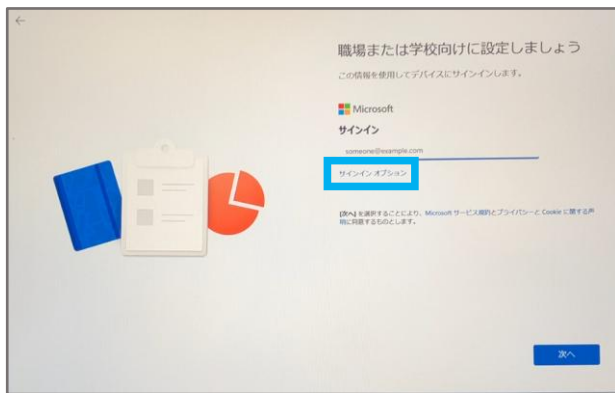 職場または学校向けに設定しましょう
この情報を使用してデバイスにサインインします。
Microsoft
サインイン
someone@example.com
サインイン オプション
[次へ] を選択することにより、Microsoft サービス規約とプライバシーと Cookie に関する声
明に同意するものとします。
次へ